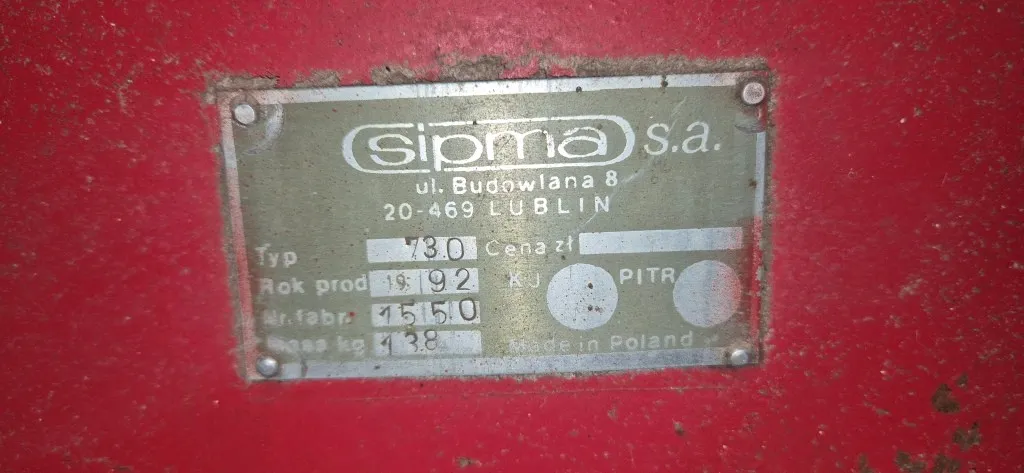 sipma s.a.
ul. Budowlana 8
20-469 LUBLIN
Typ 730 Cena zł
Rok prod 1992 KJ PITR
Nr. fabr. 1550
Masa kg 138 Made in Poland